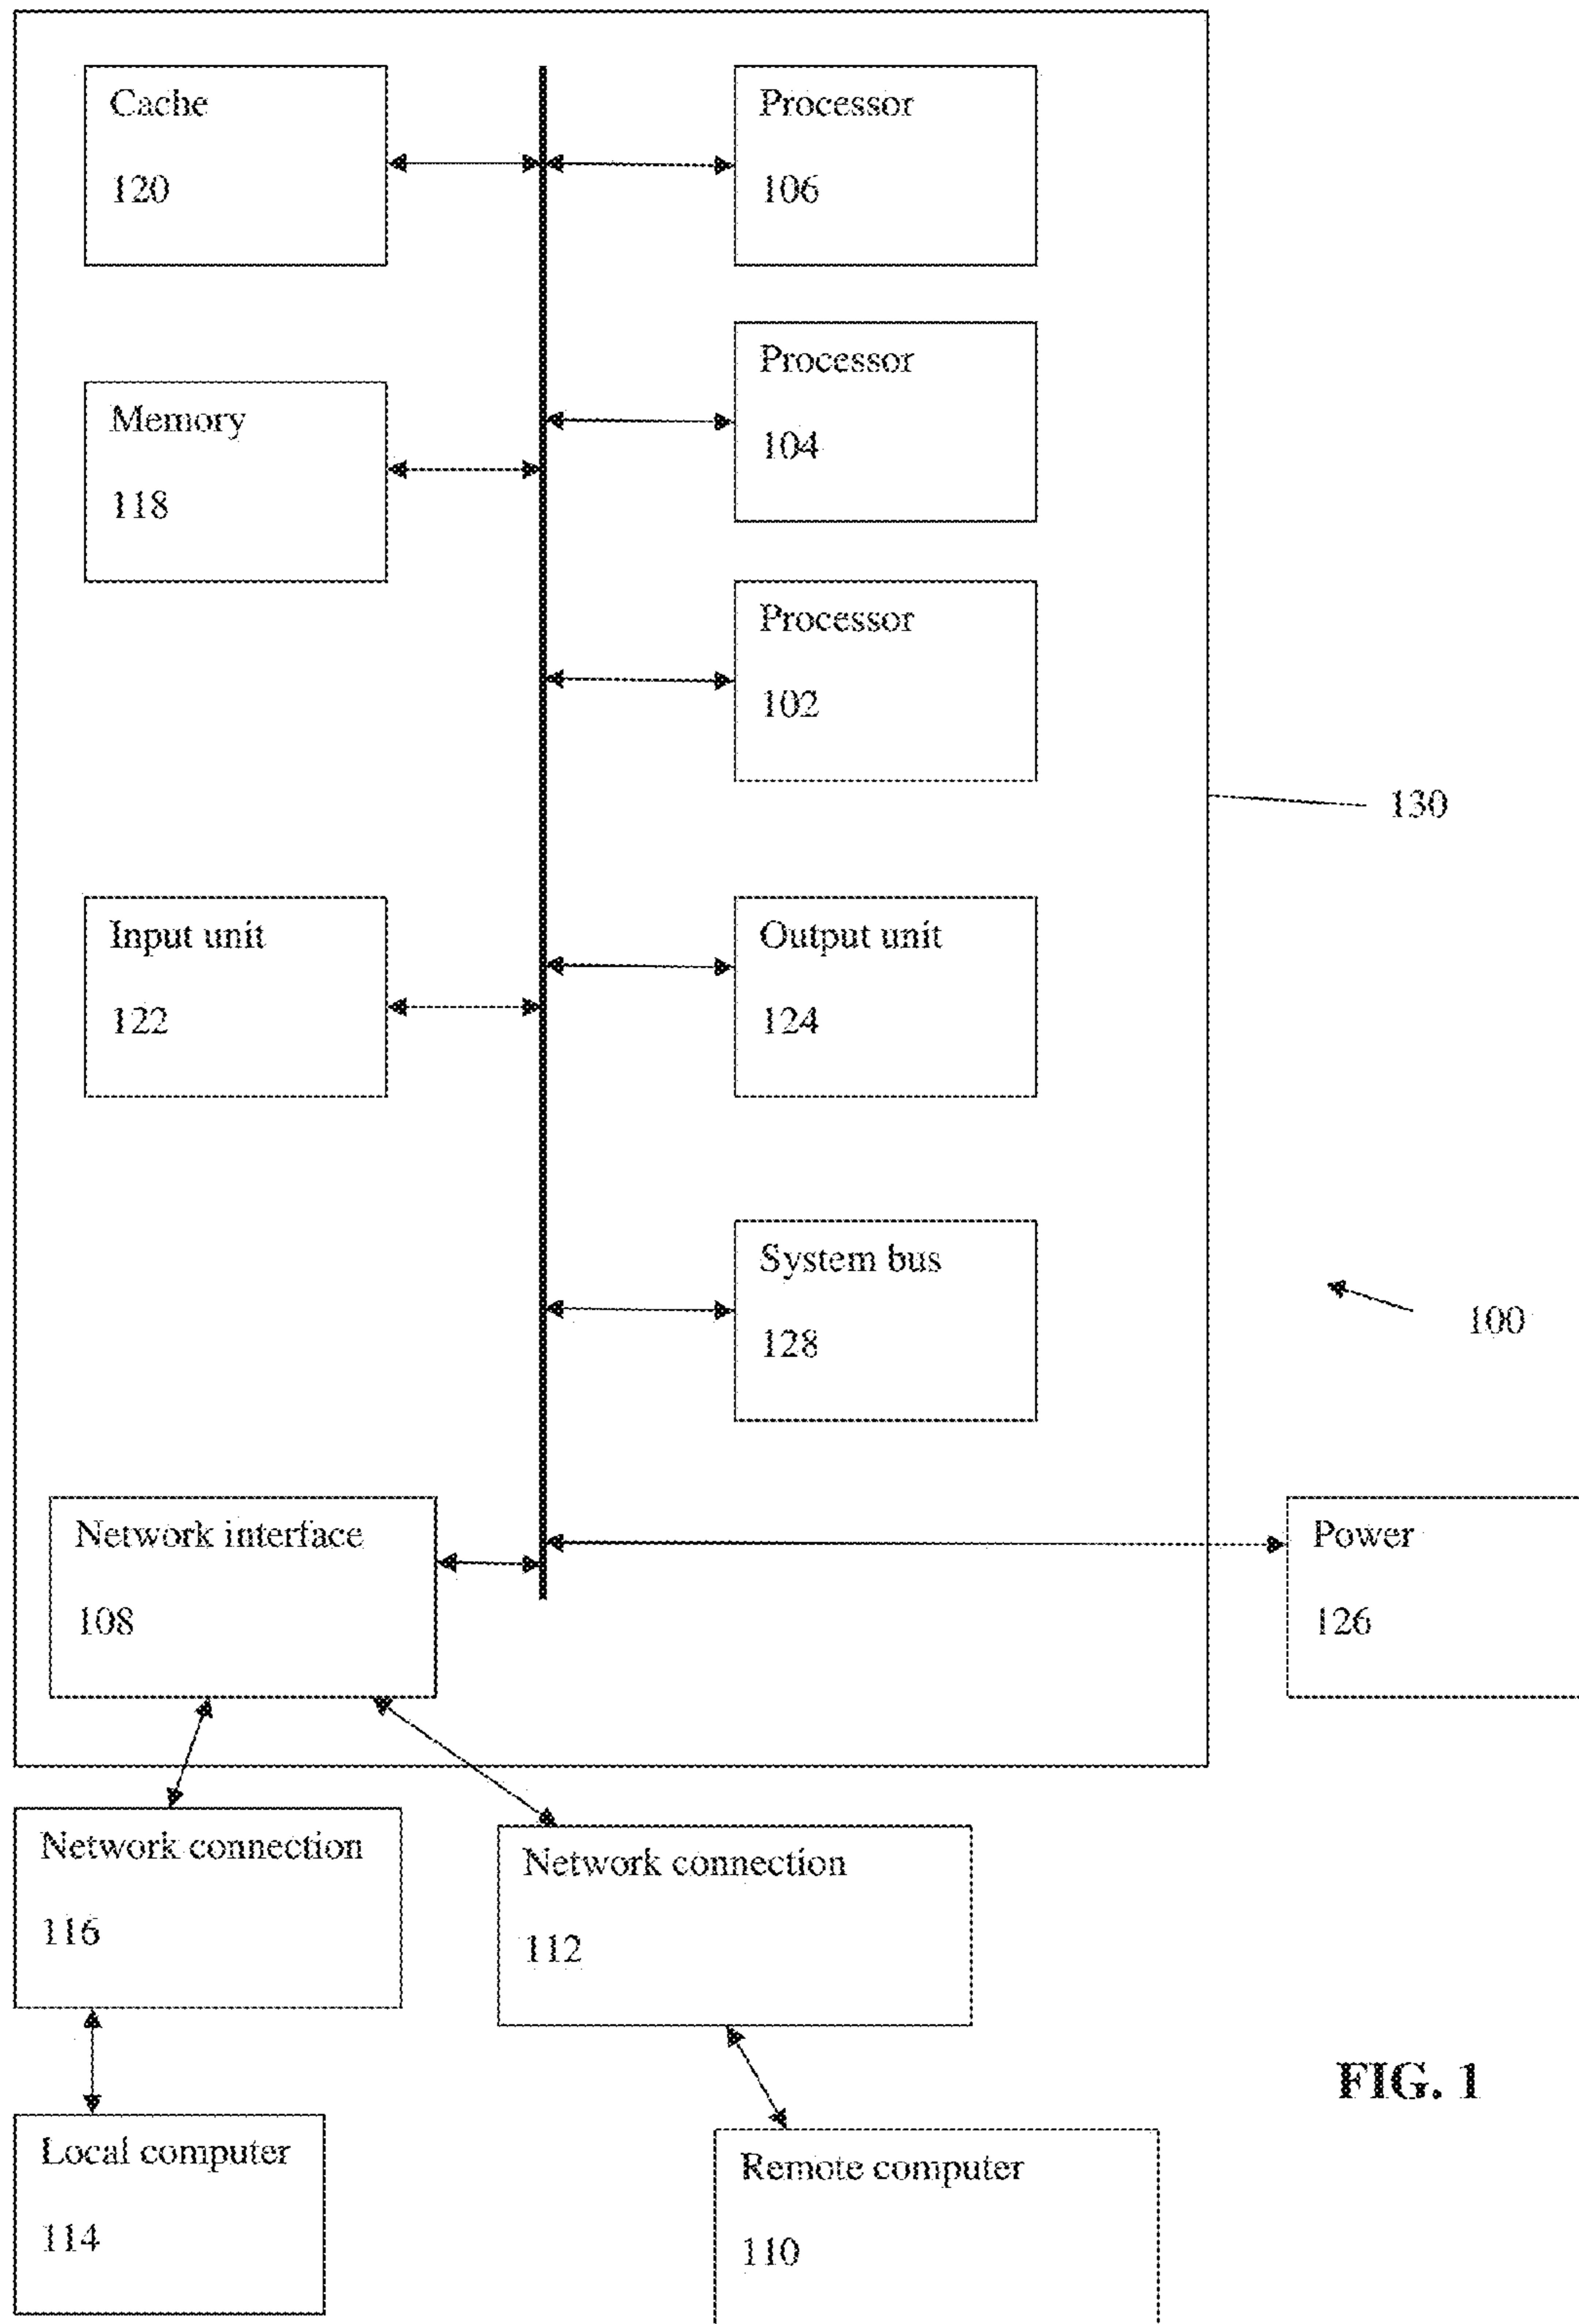 Cache
120
Processor
106
Processor
104
Memory
118
Processor
102
130
Input unit
122
Output unit
124
System bus
128
100
Network interface
108
Power
126
Network connection
116
Network connection
112
FIG. 1
Local computer
114
Remote computer
110